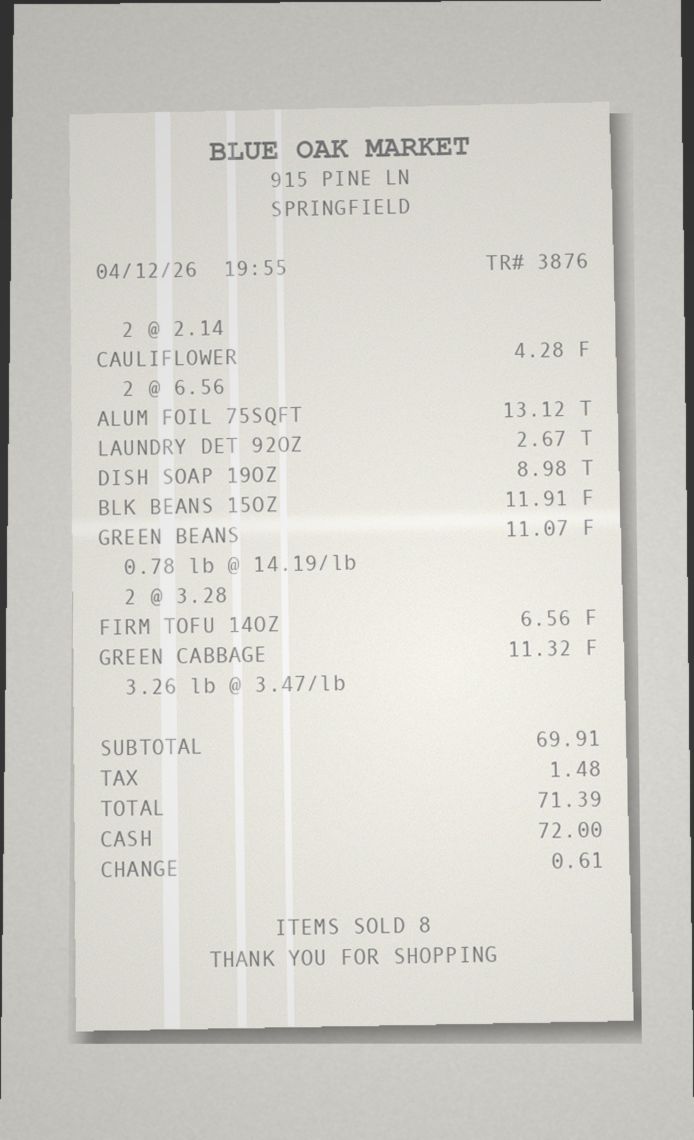 BLUE OAK MARKET
915 PINE LN
SPRINGFIELD
04/12/26 19:55 TR# 3876
2 @ 2.14
CAULIFLOWER 4.28 F
2 @ 6.56
ALUM FOIL 75SQFT 13.12 T
LAUNDRY DET 92OZ 2.67 T
DISH SOAP 19OZ 8.98 T
BLK BEANS 15OZ 11.91 F
GREEN BEANS 11.07 F
0.78 lb @ 14.19/lb
2 @ 3.28
FIRM TOFU 14OZ 6.56 F
GREEN CABBAGE 11.32 F
3.26 lb @ 3.47/lb
SUBTOTAL 69.91
TAX 1.48
TOTAL 71.39
CASH 72.00
CHANGE 0.61
ITEMS SOLD 8
THANK YOU FOR SHOPPING